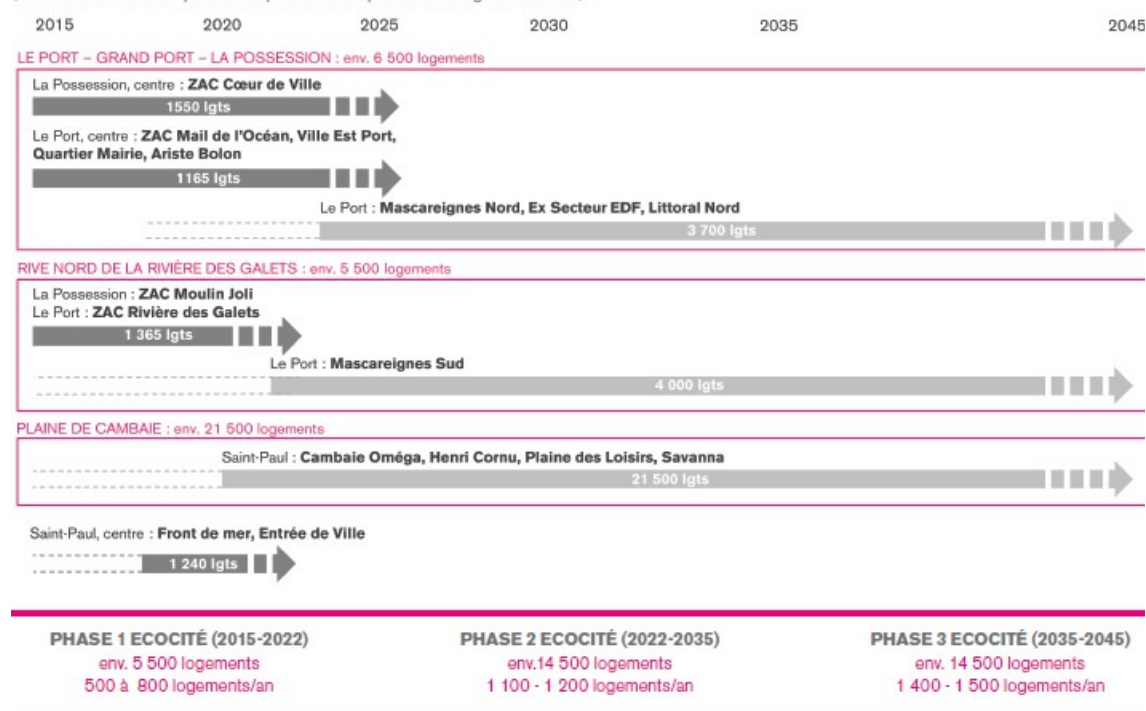 2015 2020 2025 2030 2035 2045
LE PORT – GRAND PORT – LA POSSESSION : env. 6 500 logements
La Possession, centre : ZAC Cœur de Ville
1550 lgts
Le Port, centre : ZAC Mail de l'Océan, Ville Est Port,
Quartier Mairie, Ariste Bolon
1165 lgts
Le Port : Mascareignes Nord, Ex Secteur EDF, Littoral Nord
3 700 lgts
RIVE NORD DE LA RIVIÈRE DES GALETS : env. 5 500 logements
La Possession : ZAC Moulin Joli
Le Port : ZAC Rivière des Galets
1 365 lgts
Le Port : Mascareignes Sud
4 000 lgts
PLAINE DE CAMBAIE : env. 21 500 logements
Saint-Paul : Cambaie Oméga, Henri Cornu, Plaine des Loisirs, Savanna
21 500 lgts
Saint-Paul, centre : Front de mer, Entrée de Ville
1 240 lgts
PHASE 1 ECOCITÉ (2015-2022)
env. 5 500 logements
500 à 800 logements/an
PHASE 2 ECOCITÉ (2022-2035)
env.14 500 logements
1 100 - 1 200 logements/an
PHASE 3 ECOCITÉ (2035-2045)
env. 14 500 logements
1 400 - 1 500 logements/an